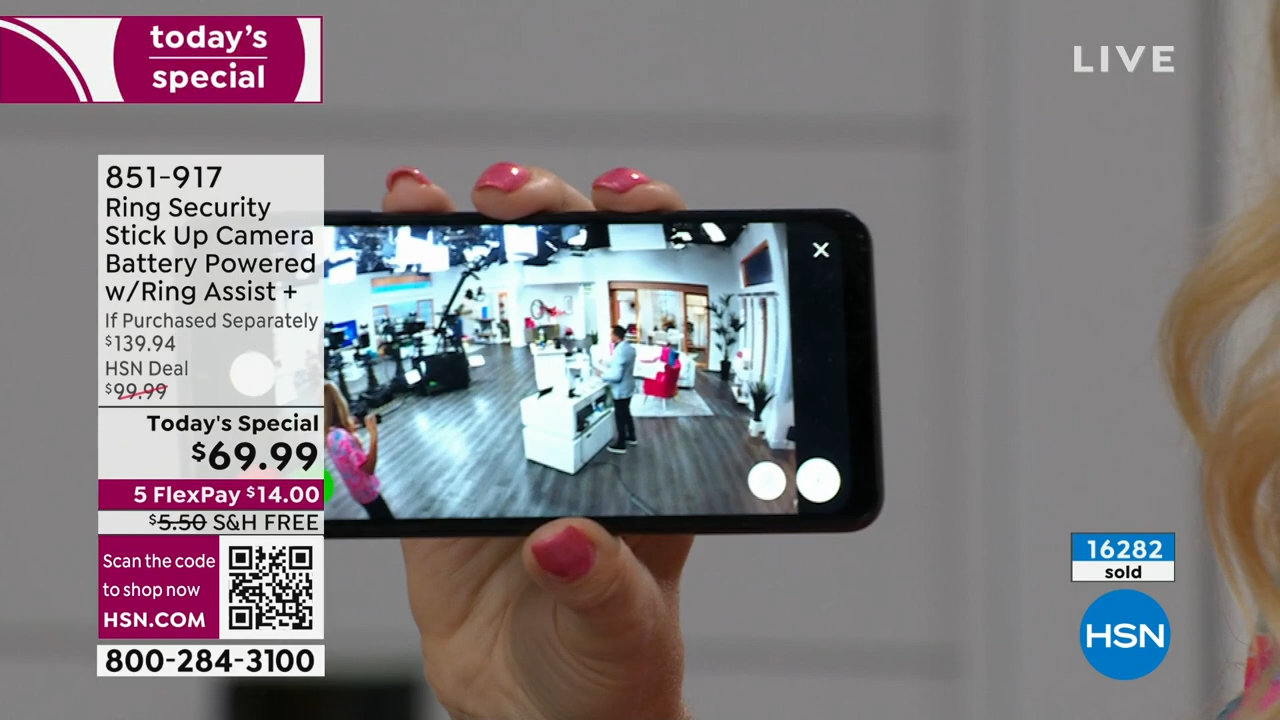 today's
special
LIVE
851-917
Ring Security
Stick Up Camera
Battery Powered
w/Ring Assist +
If Purchased Separately
$139.94
HSN Deal
$99.99
Today's Special
$69.99
5 FlexPay $14.00
$5.50 S&H FREE
Scan the code
to shop now
HSN.COM
800-284-3100
16282
sold
HSN